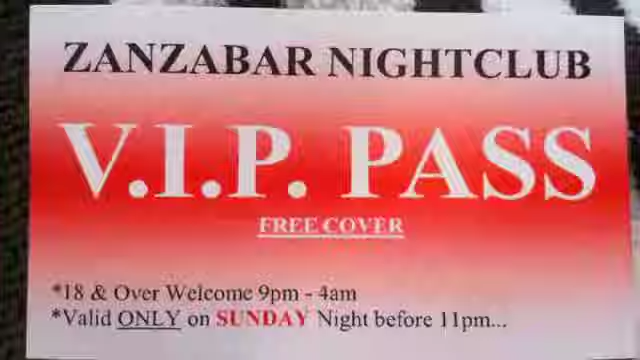 ZANZABAR NIGHTCLUB
V.I.P. PASS
FREE COVER
*18 & Over Welcome 9pm - 4am
*Valid ONLY on SUNDAY Night before 11pm...